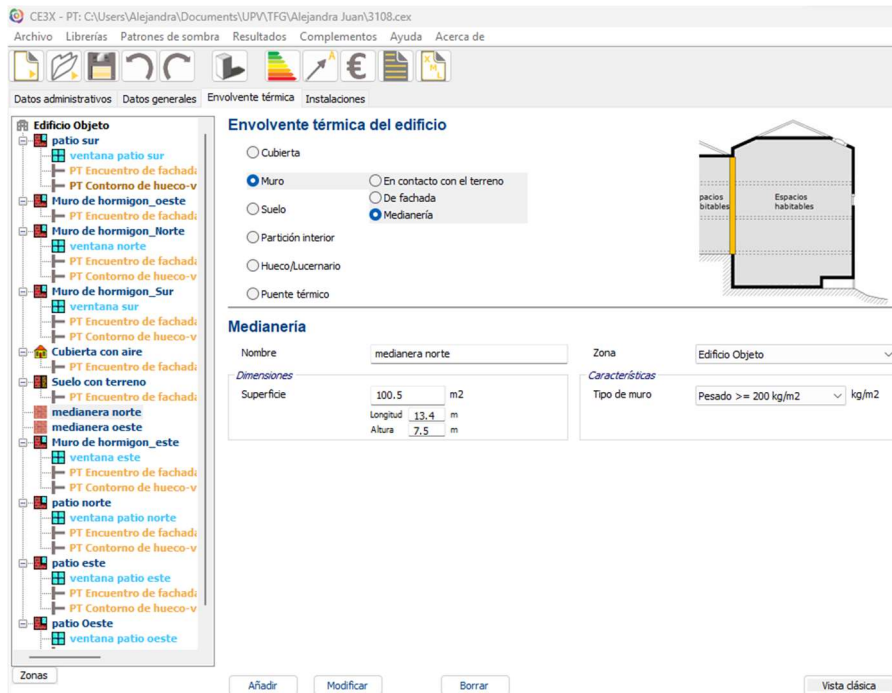 CE3X - PT: C:\Users\Alejandra\Documents\UPV\TFG\Alejandra Juan\3108.cex
Archivo Librerías Patrones de sombra Resultados Complementos Ayuda Acerca de
Datos administrativos Datos generales Envolvente térmica Instalaciones
Edificio Objeto
patio sur
ventana patio sur
PT Encuentro de fachada
PT Contorno de hueco-v
Muro de hormigon_oeste
PT Encuentro de fachada
Muro de hormigon_Norte
ventana norte
PT Encuentro de fachada
PT Contorno de hueco-v
Muro de hormigon_Sur
verntana sur
PT Encuentro de fachada
PT Contorno de hueco-v
Cubierta con aire
PT Encuentro de fachada
Suelo con terreno
PT Encuentro de fachada
medianera norte
medianera oeste
Muro de hormigon_este
ventana este
PT Encuentro de fachada
PT Contorno de hueco-v
patio norte
ventana patio norte
PT Encuentro de fachada
PT Contorno de hueco-v
patio este
ventana patio este
PT Encuentro de fachada
PT Contorno de hueco-v
patio Oeste
ventana patio oeste
Zonas
Envolvente térmica del edificio
Cubierta
Muro
En contacto con el terreno
De fachada
Medianería
Suelo
Partición interior
Hueco/Lucernario
Puente térmico
pacios
bitables
Espacios
habitables
Medianería
Nombre medianera norte Zona Edificio Objeto
Dimensiones Características
Superficie 100.5 m2 Tipo de muro Pesado >= 200 kg/m2 kg/m2
Longitud 13.4 m
Altura 7.5 m
Añadir Modificar Borrar Vista clásica